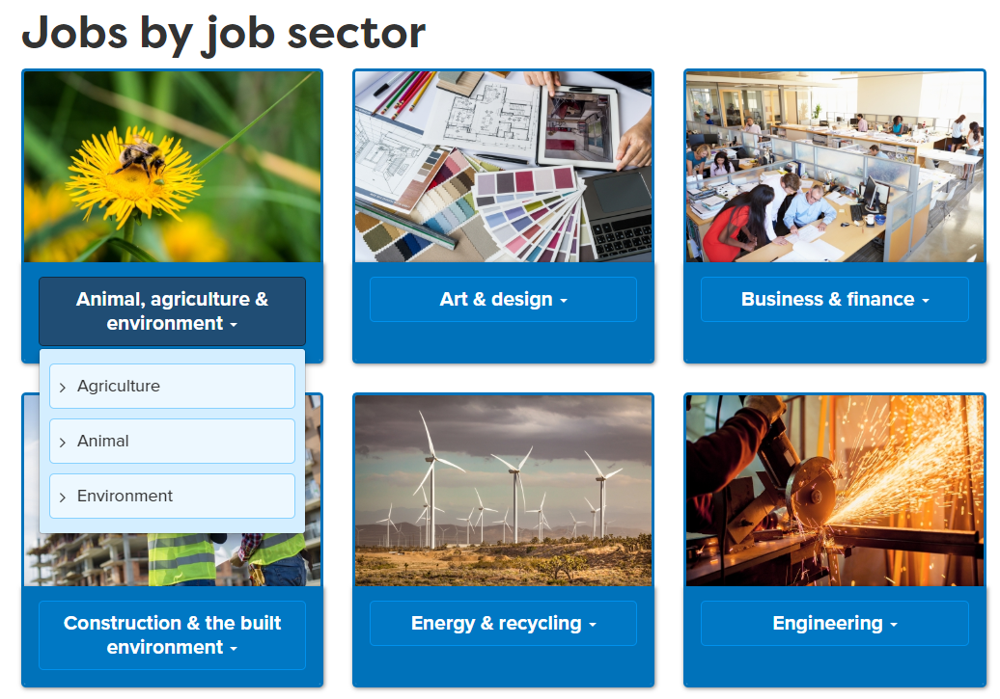 Jobs by job sector
Animal, agriculture &
environment
Art & design
Business & finance
Agriculture
Animal
Environment
Construction & the built
environment
Energy & recycling
Engineering